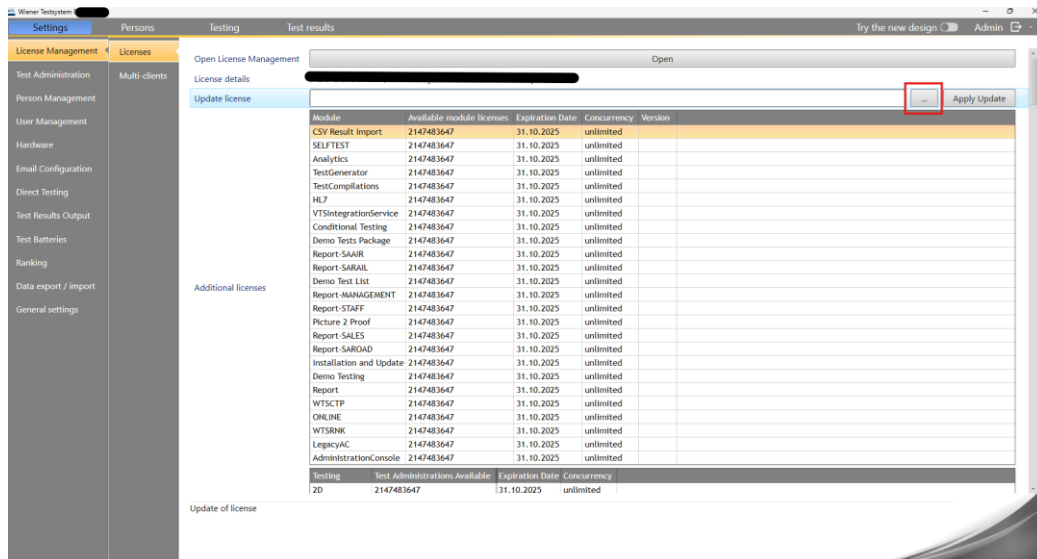 Wiener Testsystem
Settings Persons Testing Test results Try the new design Admin
License Management Licenses
Test Administration Multi-clients
Person Management
User Management
Hardware
Email Configuration
Direct Testing
Test Results Output
Test Batteries
Ranking
Data export / import
General settings
Open License Management Open
License details
Update license ... Apply Update
Additional licenses
Module Available module licenses Expiration Date Concurrency Version
CSV Result Import 2147483647 31.10.2025 unlimited
SELFTEST 2147483647 31.10.2025 unlimited
Analytics 2147483647 31.10.2025 unlimited
TestGenerator 2147483647 31.10.2025 unlimited
TestCompilations 2147483647 31.10.2025 unlimited
HL7 2147483647 31.10.2025 unlimited
VTSIntegrationService 2147483647 31.10.2025 unlimited
Conditional Testing 2147483647 31.10.2025 unlimited
Demo Tests Package 2147483647 31.10.2025 unlimited
Report-SAAIR 2147483647 31.10.2025 unlimited
Report-SARAIL 2147483647 31.10.2025 unlimited
Demo Test List 2147483647 31.10.2025 unlimited
Report-MANAGEMENT 2147483647 31.10.2025 unlimited
Report-STAFF 2147483647 31.10.2025 unlimited
Picture 2 Proof 2147483647 31.10.2025 unlimited
Report-SALES 2147483647 31.10.2025 unlimited
Report-SAROAD 2147483647 31.10.2025 unlimited
Installation and Update 2147483647 31.10.2025 unlimited
Demo Testing 2147483647 31.10.2025 unlimited
Report 2147483647 31.10.2025 unlimited
WTSCTP 2147483647 31.10.2025 unlimited
ONLINE 2147483647 31.10.2025 unlimited
WTSRNK 2147483647 31.10.2025 unlimited
LegacyAC 2147483647 31.10.2025 unlimited
AdministrationConsole 2147483647 31.10.2025 unlimited
Testing Test Administrations Available Expiration Date Concurrency
2D 2147483647 31.10.2025 unlimited
Update of license